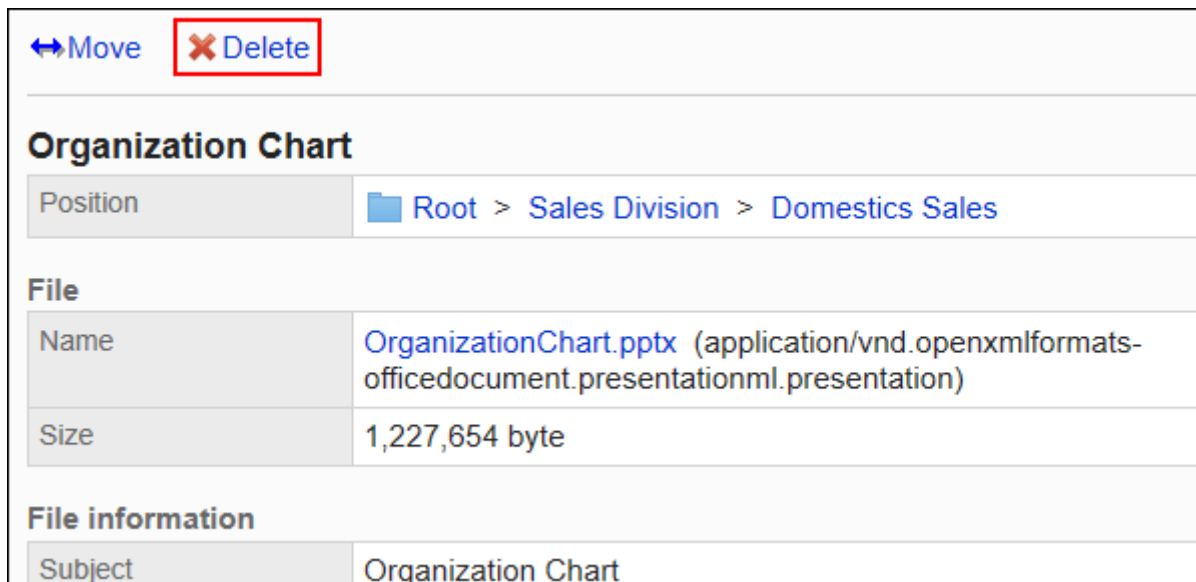 Move Delete
Organization Chart
Position Root > Sales Division > Domestics Sales
File
Name OrganizationChart.pptx (application/vnd.openxmlformats-
officedocument.presentationml.presentation)
Size 1,227,654 byte
File information
Subject Organization Chart